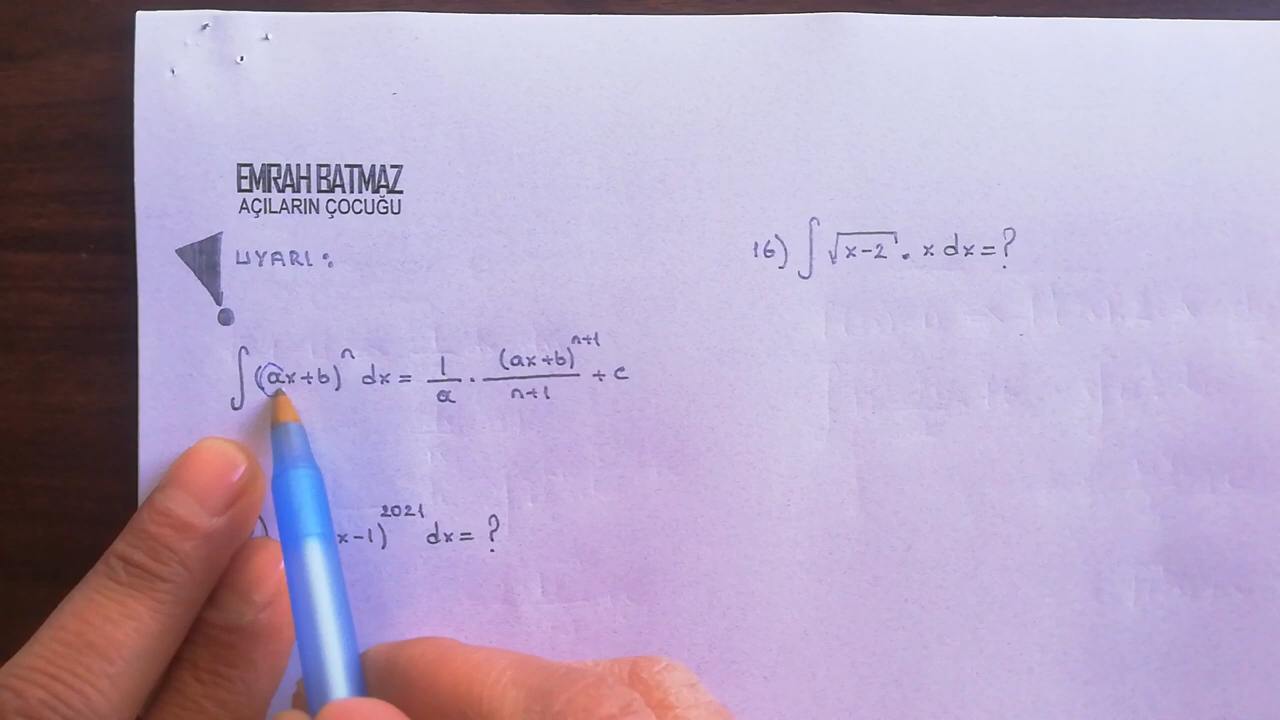 EMRAH BATMAZ
AÇILARIN ÇOCUĞU
! UYARI :
∫ (ax+b)^n dx = 1/a . (ax+b)^(n+1)/(n+1) + c
x-1)^2021 dx = ?
16) ∫ √(x-2) . x dx = ?